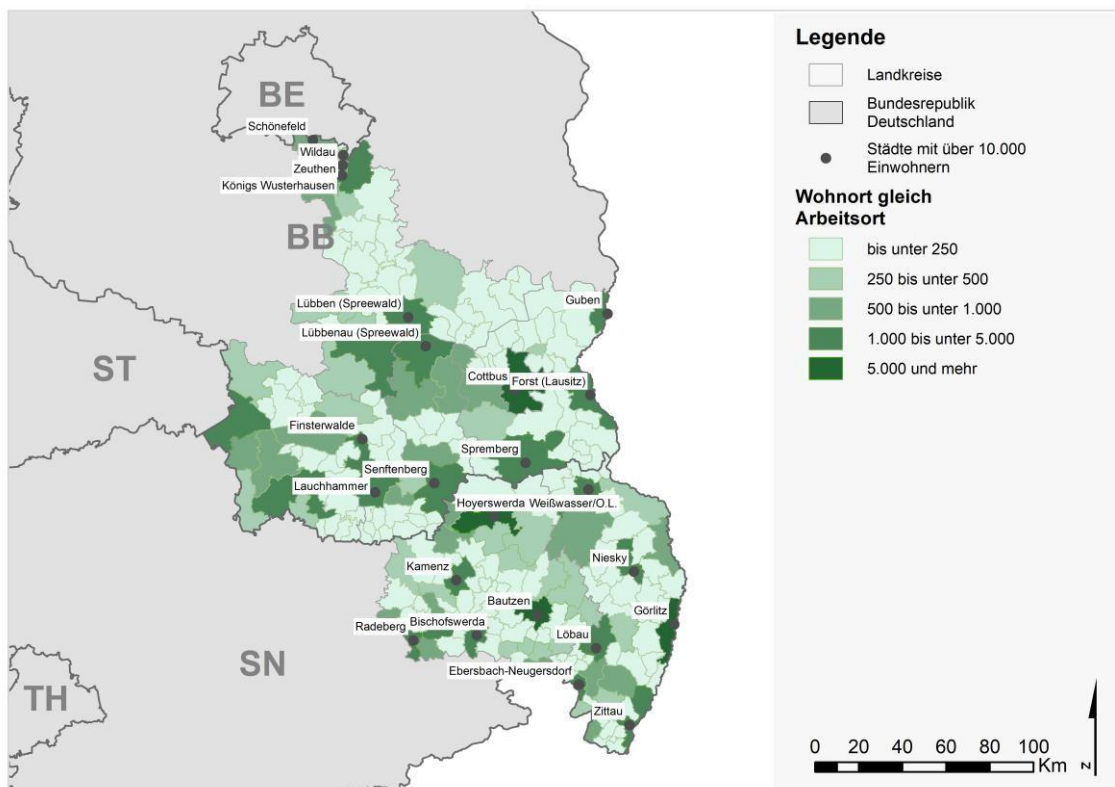 BE
Schönefeld
Wildau
Zeuthen
Königs Wusterhausen
BB
Lübben (Spreewald)
Guben
Lübbenau (Spreewald)
ST
Cottbus
Forst (Lausitz)
Finsterwalde
Spremberg
Senftenberg
Lauchhammer
Hoyerswerda
Weißwasser/O.L.
Niesky
Kamenz
Bautzen
Görlitz
Bischofswerda
Radeberg
Löbau
SN
Ebersbach-Neugersdorf
TH
Zittau
Legende
Landkreise
Bundesrepublik
Deutschland
Städte mit über 10.000
Einwohnern
Wohnort gleich
Arbeitsort
bis unter 250
250 bis unter 500
500 bis unter 1.000
1.000 bis unter 5.000
5.000 und mehr
0 20 40 60 80 100
Km
N